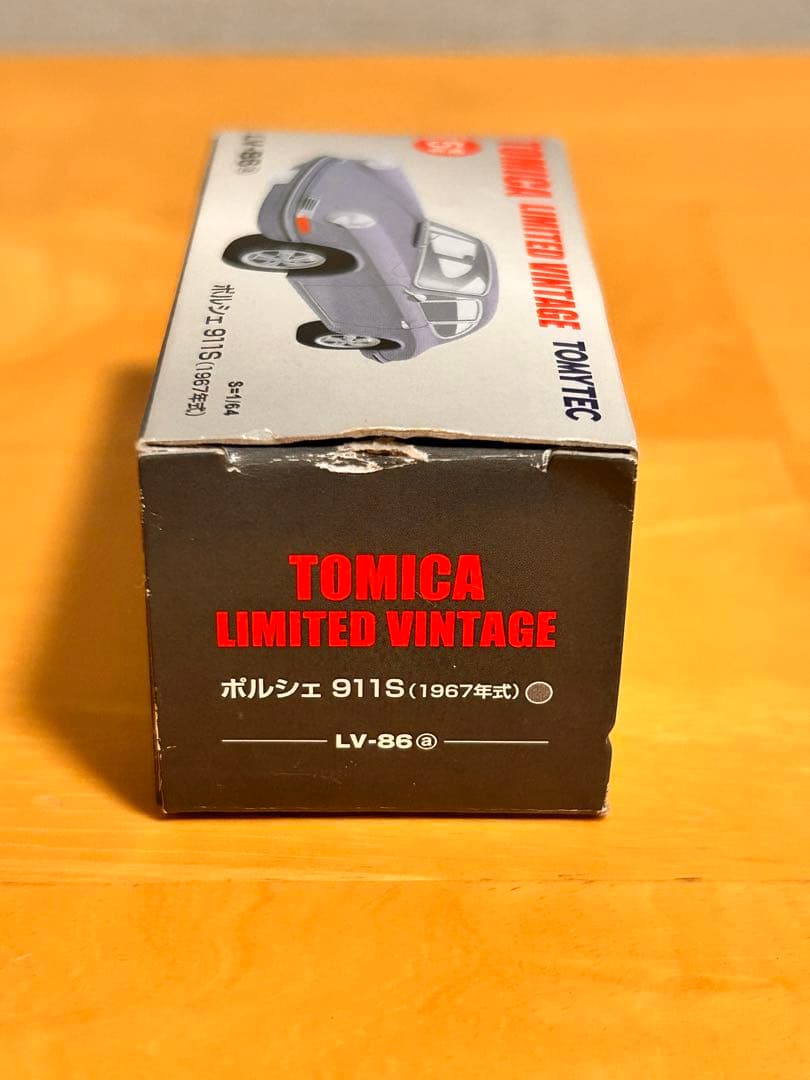 TOMICA LIMITED VINTAGE TOMYTEC
LV-86ⓐ
ポルシェ 911S(1967年式)
S=1/64
TOMICA
LIMITED VINTAGE
ポルシェ 911S(1967年式)
LV-86ⓐ